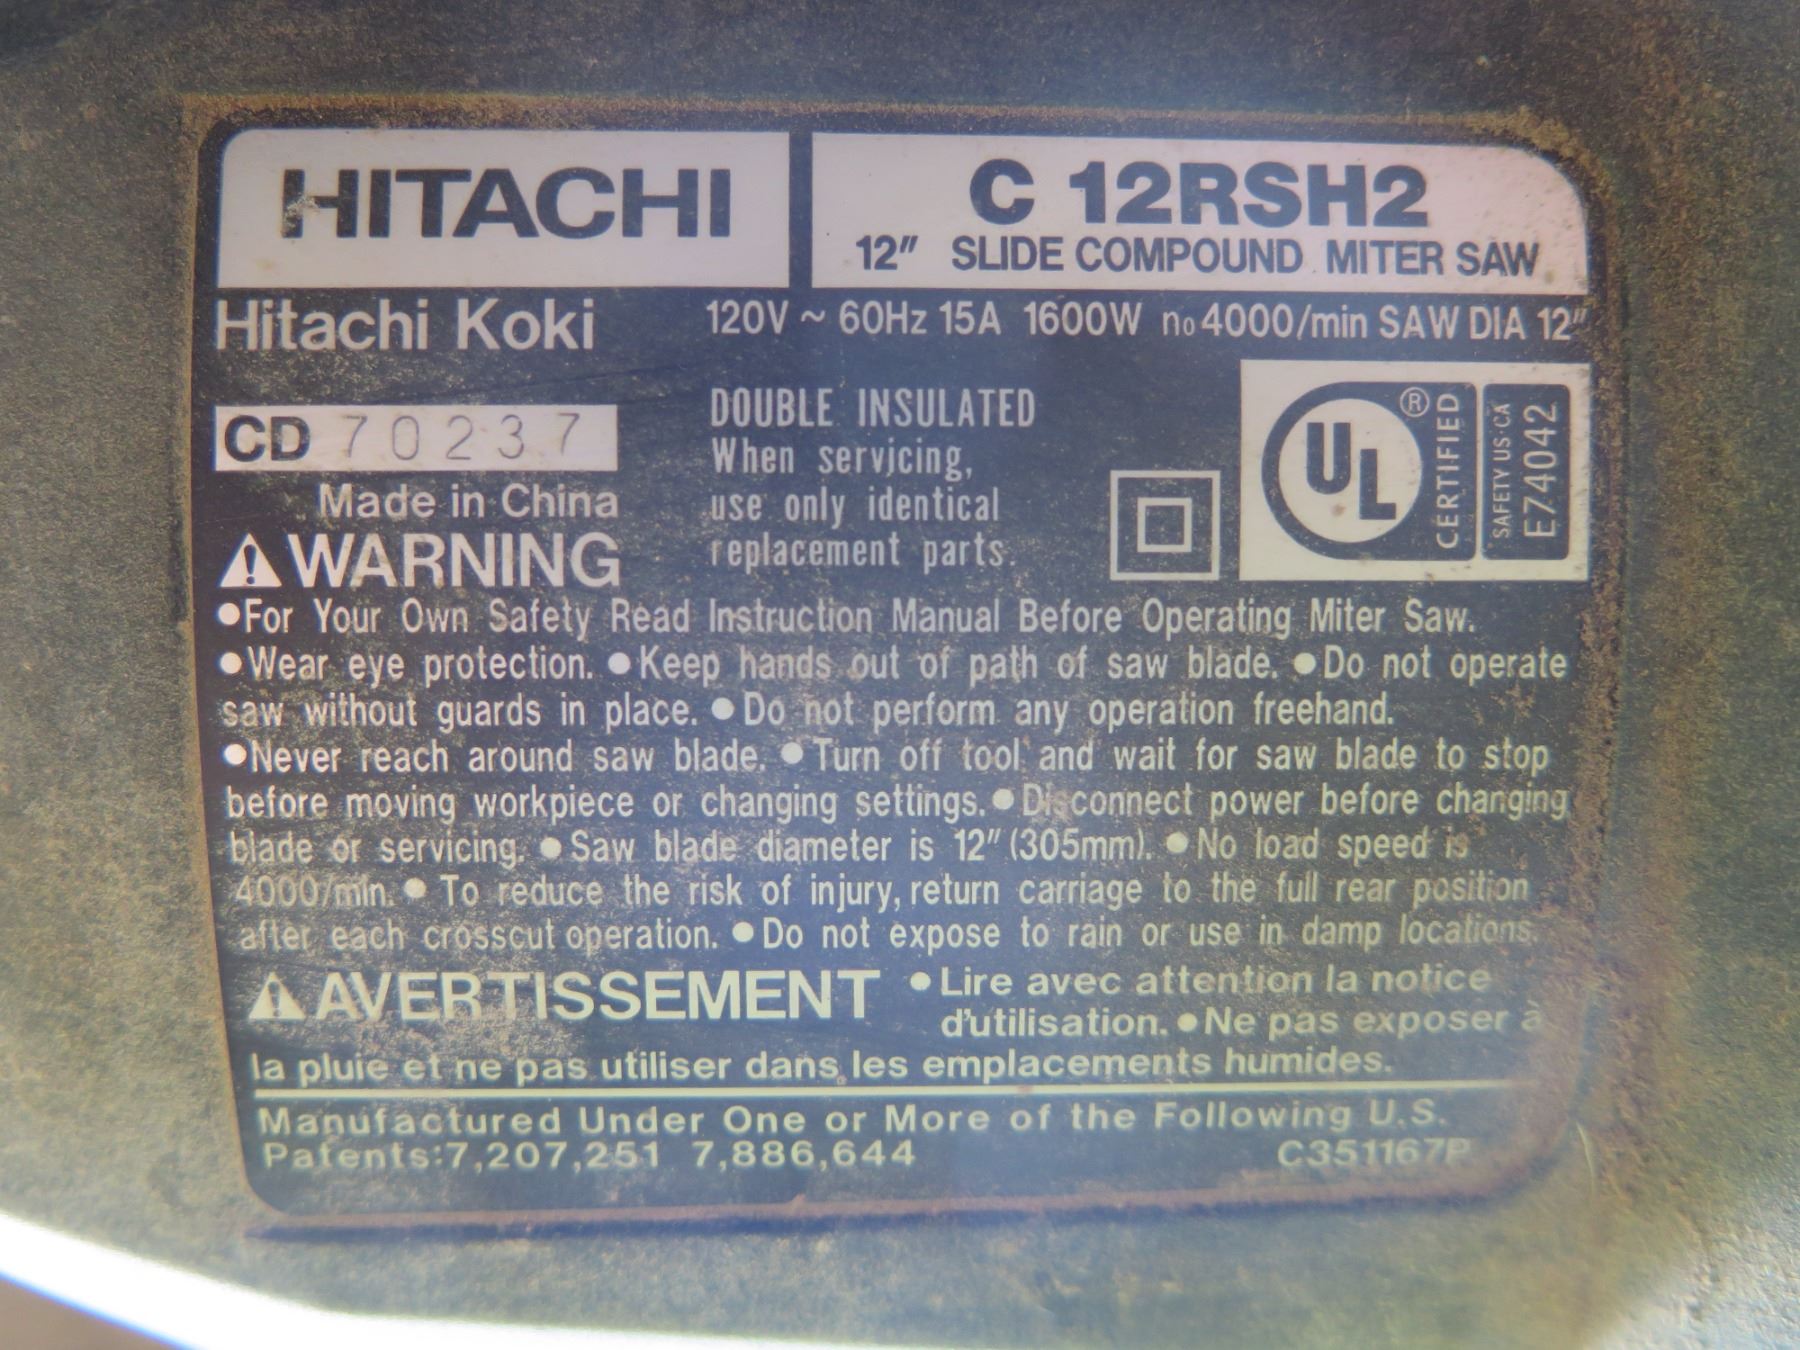 HITACHI
C 12RSH2
12" SLIDE COMPOUND MITER SAW
Hitachi Koki
120V ~ 60Hz 15A 1600W no 4000/min SAW DIA 12"
CD 70237
Made in China
DOUBLE INSULATED
When servicing,
use only identical
replacement parts.
UL ® CERTIFIED
SAFETY US·CA
E74042
⚠ WARNING
●For Your Own Safety Read Instruction Manual Before Operating Miter Saw.
●Wear eye protection. ●Keep hands out of path of saw blade. ●Do not operate
saw without guards in place. ●Do not perform any operation freehand.
●Never reach around saw blade. ●Turn off tool and wait for saw blade to stop
before moving workpiece or changing settings. ●Disconnect power before changing
blade or servicing. ●Saw blade diameter is 12" (305mm). ●No load speed is
4000/min. ●To reduce the risk of injury, return carriage to the full rear position
after each crosscut operation. ●Do not expose to rain or use in damp locations.
⚠ AVERTISSEMENT ●Lire avec attention la notice
d'utilisation. ●Ne pas exposer à
la pluie et ne pas utiliser dans les emplacements humides.
Manufactured Under One or More of the Following U.S.
Patents:7,207,251 7,886,644 C351167P